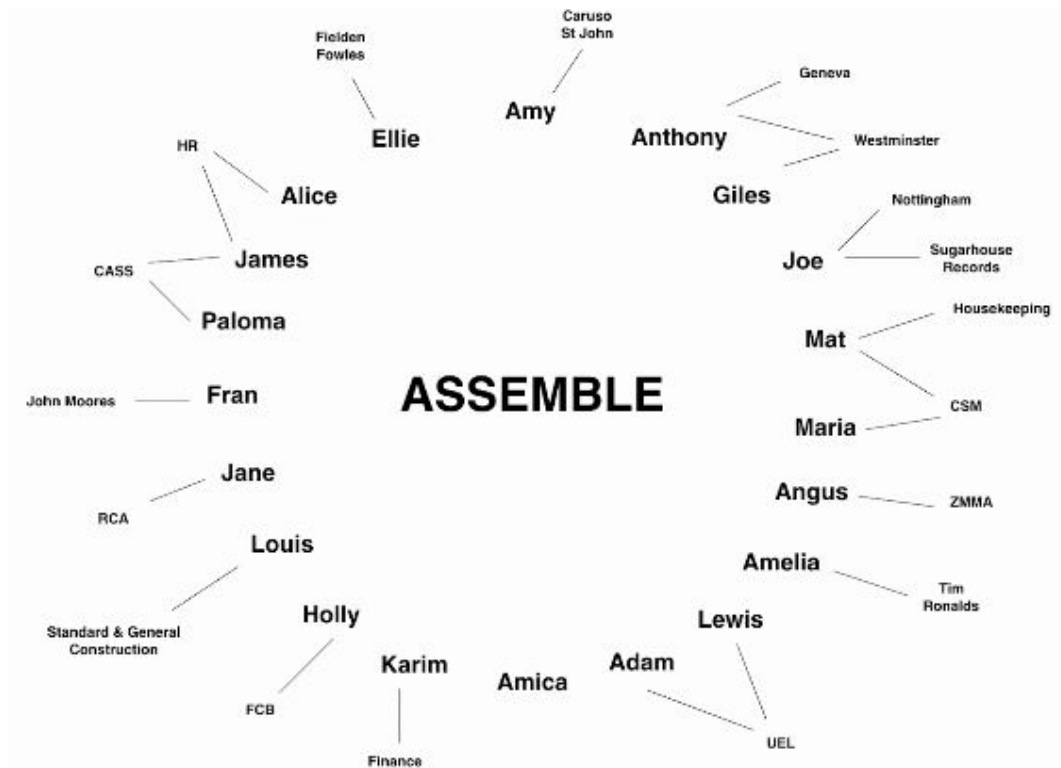 Caruso
St John
Fielden
Fowles
Geneva
Amy
Anthony
Ellie
Westminster
HR
Alice
Giles
Nottingham
James
Joe
Sugarhouse
Records
CASS
Paloma
Housekeeping
Mat
ASSEMBLE
John Moores
Fran
CSM
Maria
Jane
Angus
ZMMA
RCA
Louis
Amelia
Tim
Ronalds
Holly
Lewis
Standard & General
Construction
Karim
Adam
Amica
FCB
UEL
Finance